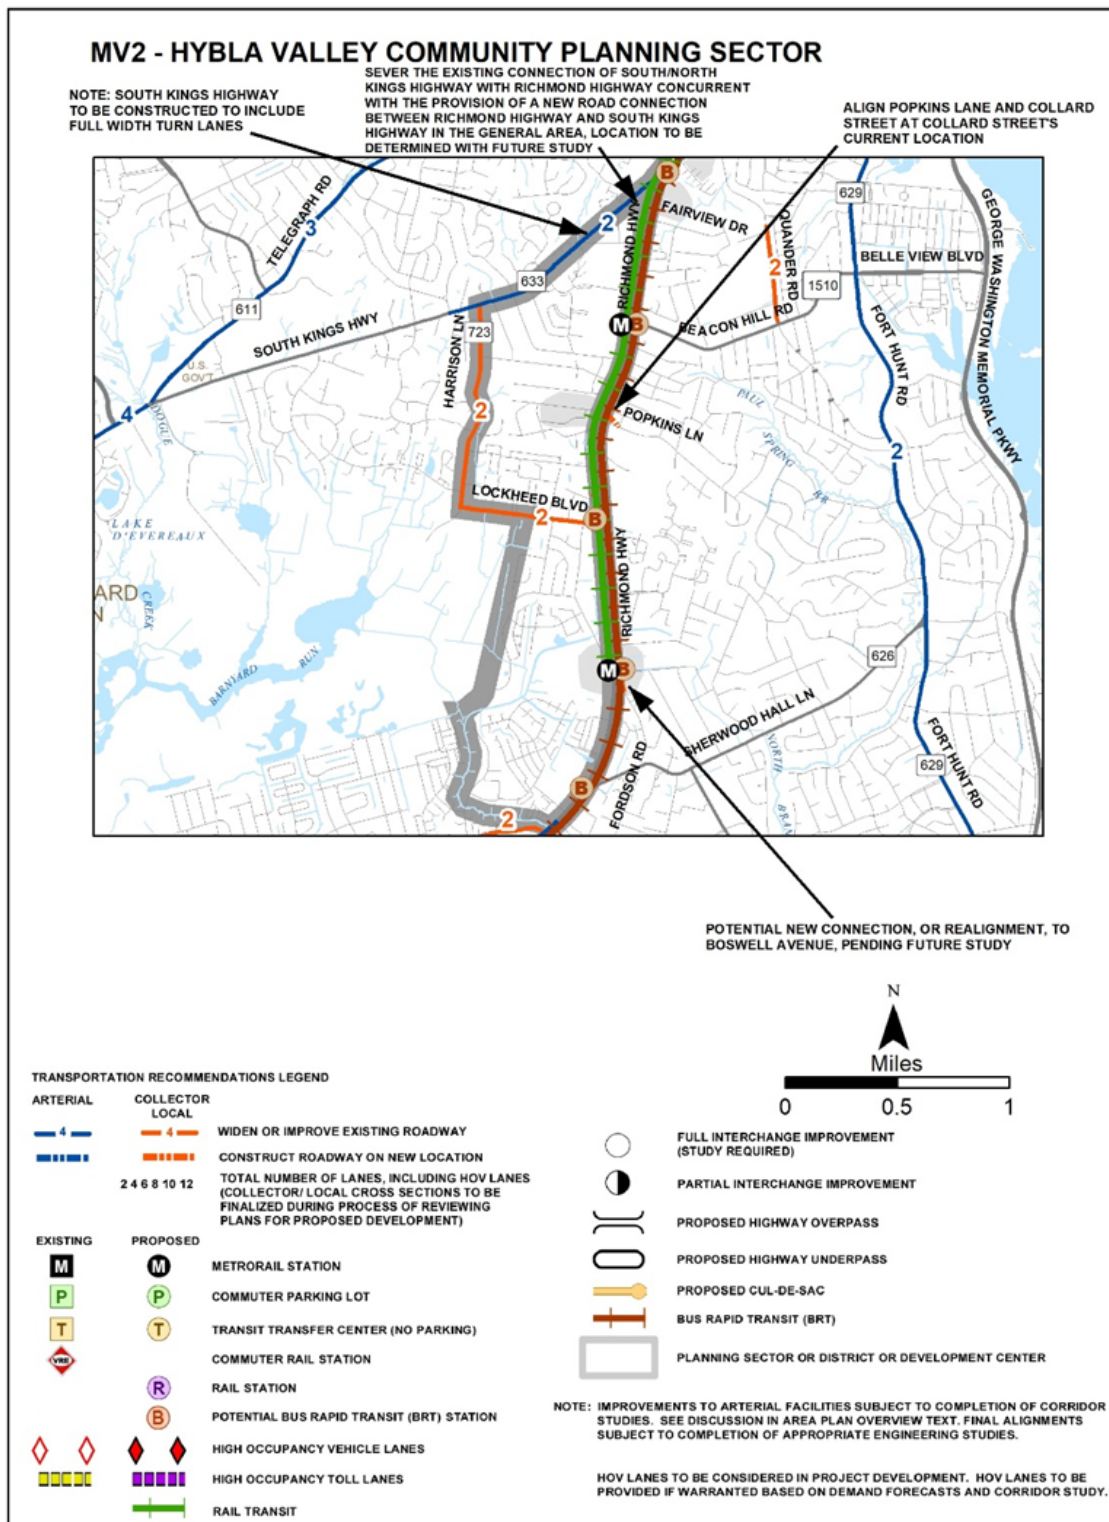 MV2 - HYBLA VALLEY COMMUNITY PLANNING SECTOR
NOTE: SOUTH KINGS HIGHWAY
TO BE CONSTRUCTED TO INCLUDE
FULL WIDTH TURN LANES
SEVER THE EXISTING CONNECTION OF SOUTH/NORTH
KINGS HIGHWAY WITH RICHMOND HIGHWAY CONCURRENT
WITH THE PROVISION OF A NEW ROAD CONNECTION
BETWEEN RICHMOND HIGHWAY AND SOUTH KINGS
HIGHWAY IN THE GENERAL AREA, LOCATION TO BE
DETERMINED WITH FUTURE STUDY
ALIGN POPKINS LANE AND COLLARD
STREET AT COLLARD STREET'S
CURRENT LOCATION
TELEGRAPH RD
3
611
2
633
B
RICHMOND HWY
FAIRVIEW DR
QUANDER RD
2
629
BELLE VIEW BLVD
1510
GEORGE WASHINGTON MEMORIAL PKWY
SOUTH KINGS HWY
U.S.
GOV'T
HARRISON LN
723
M
B
BEACON HILL RD
FORT HUNT RD
4
DOGUE
CREEK
2
POPKINS LN
PAUL
SPRING
BR
2
LOCKHEED BLVD
2
B
LAKE
D'EVEREAUX
RICHMOND HWY
ARD
N
BARNYARD
RUN
M
B
626
SHERWOOD HALL LN
FORT HUNT RD
629
NORTH
BRAN
FORDSON RD
B
2
POTENTIAL NEW CONNECTION, OR REALIGNMENT, TO
BOSWELL AVENUE, PENDING FUTURE STUDY
N
Miles
0 0.5 1
TRANSPORTATION RECOMMENDATIONS LEGEND
ARTERIAL
COLLECTOR
LOCAL
4 4 WIDEN OR IMPROVE EXISTING ROADWAY
CONSTRUCT ROADWAY ON NEW LOCATION
2 4 6 8 10 12 TOTAL NUMBER OF LANES, INCLUDING HOV LANES
(COLLECTOR/ LOCAL CROSS SECTIONS TO BE
FINALIZED DURING PROCESS OF REVIEWING
PLANS FOR PROPOSED DEVELOPMENT)
EXISTING PROPOSED
M M METRORAIL STATION
P P COMMUTER PARKING LOT
T T TRANSIT TRANSFER CENTER (NO PARKING)
VRE COMMUTER RAIL STATION
R RAIL STATION
B POTENTIAL BUS RAPID TRANSIT (BRT) STATION
HIGH OCCUPANCY VEHICLE LANES
HIGH OCCUPANCY TOLL LANES
RAIL TRANSIT
FULL INTERCHANGE IMPROVEMENT
(STUDY REQUIRED)
PARTIAL INTERCHANGE IMPROVEMENT
PROPOSED HIGHWAY OVERPASS
PROPOSED HIGHWAY UNDERPASS
PROPOSED CUL-DE-SAC
BUS RAPID TRANSIT (BRT)
PLANNING SECTOR OR DISTRICT OR DEVELOPMENT CENTER
NOTE: IMPROVEMENTS TO ARTERIAL FACILITIES SUBJECT TO COMPLETION OF CORRIDOR
STUDIES. SEE DISCUSSION IN AREA PLAN OVERVIEW TEXT. FINAL ALIGNMENTS
SUBJECT TO COMPLETION OF APPROPRIATE ENGINEERING STUDIES.
HOV LANES TO BE CONSIDERED IN PROJECT DEVELOPMENT. HOV LANES TO BE
PROVIDED IF WARRANTED BASED ON DEMAND FORECASTS AND CORRIDOR STUDY.